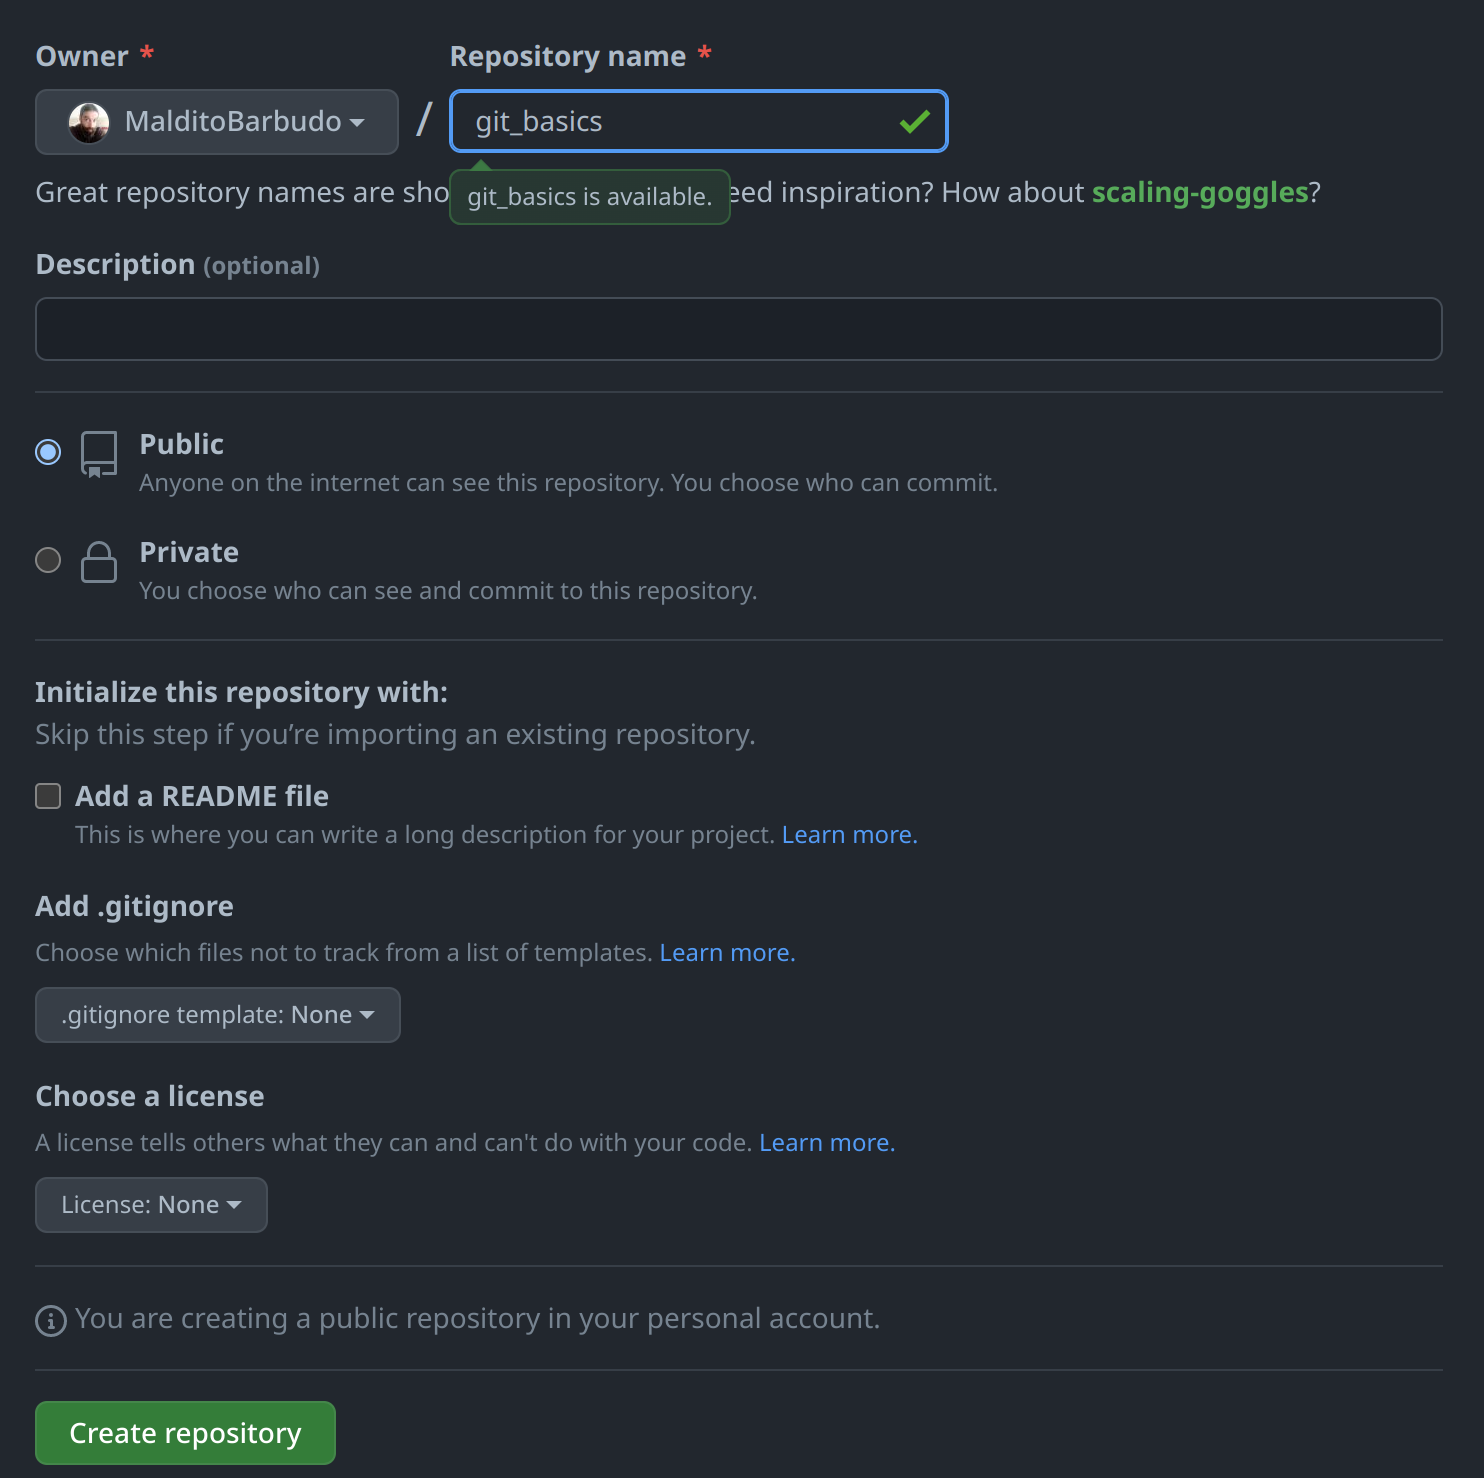 Owner *
Repository name *
MalditoBarbudo
/
git_basics
Great repository names are sho
git_basics is available.
eed inspiration? How about scaling-goggles?
Description (optional)
Public
Anyone on the internet can see this repository. You choose who can commit.
Private
You choose who can see and commit to this repository.
Initialize this repository with:
Skip this step if you’re importing an existing repository.
Add a README file
This is where you can write a long description for your project. Learn more.
Add .gitignore
Choose which files not to track from a list of templates. Learn more.
.gitignore template: None
Choose a license
A license tells others what they can and can't do with your code. Learn more.
License: None
You are creating a public repository in your personal account.
Create repository